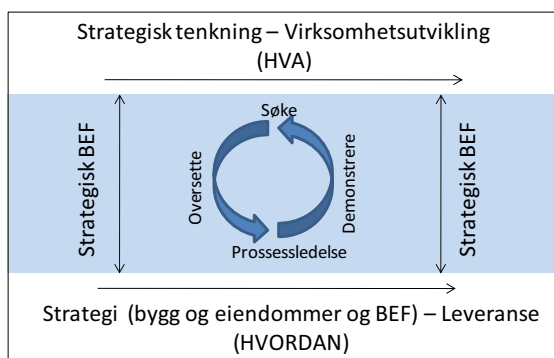 Strategisk tenkning – Virksomhetsutvikling
(HVA)
Strategisk BEF
Søke
Oversette
Demonstrere
Prossessledelse
Strategisk BEF
Strategi (bygg og eiendommer og BEF) – Leveranse
(HVORDAN)